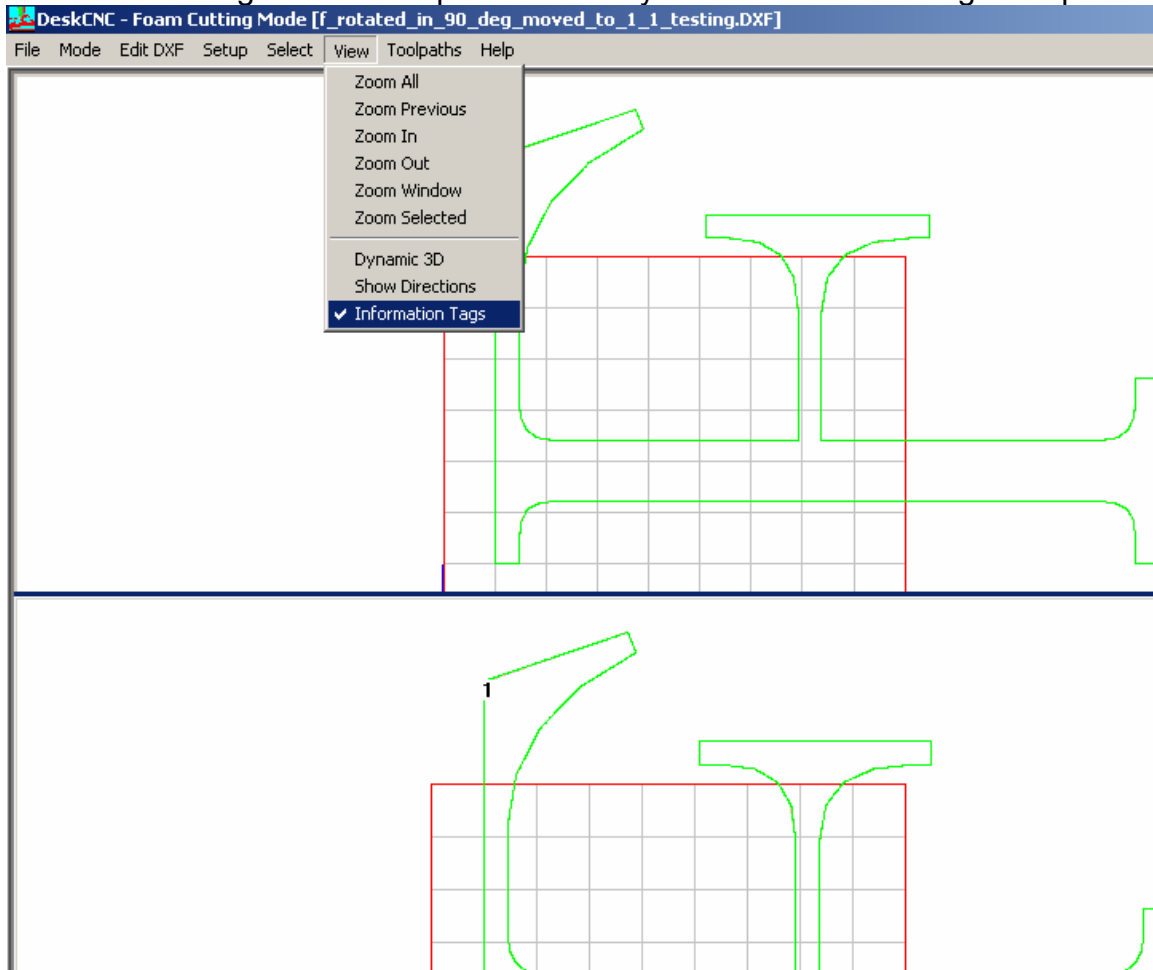 DeskCNC - Foam Cutting Mode [f_rotated_in_90_deg_moved_to_1_1_testing.DXF]
File Mode Edit DXF Setup Select View Toolpaths Help
Zoom All
Zoom Previous
Zoom In
Zoom Out
Zoom Window
Zoom Selected
Dynamic 3D
Show Directions
Information Tags
1